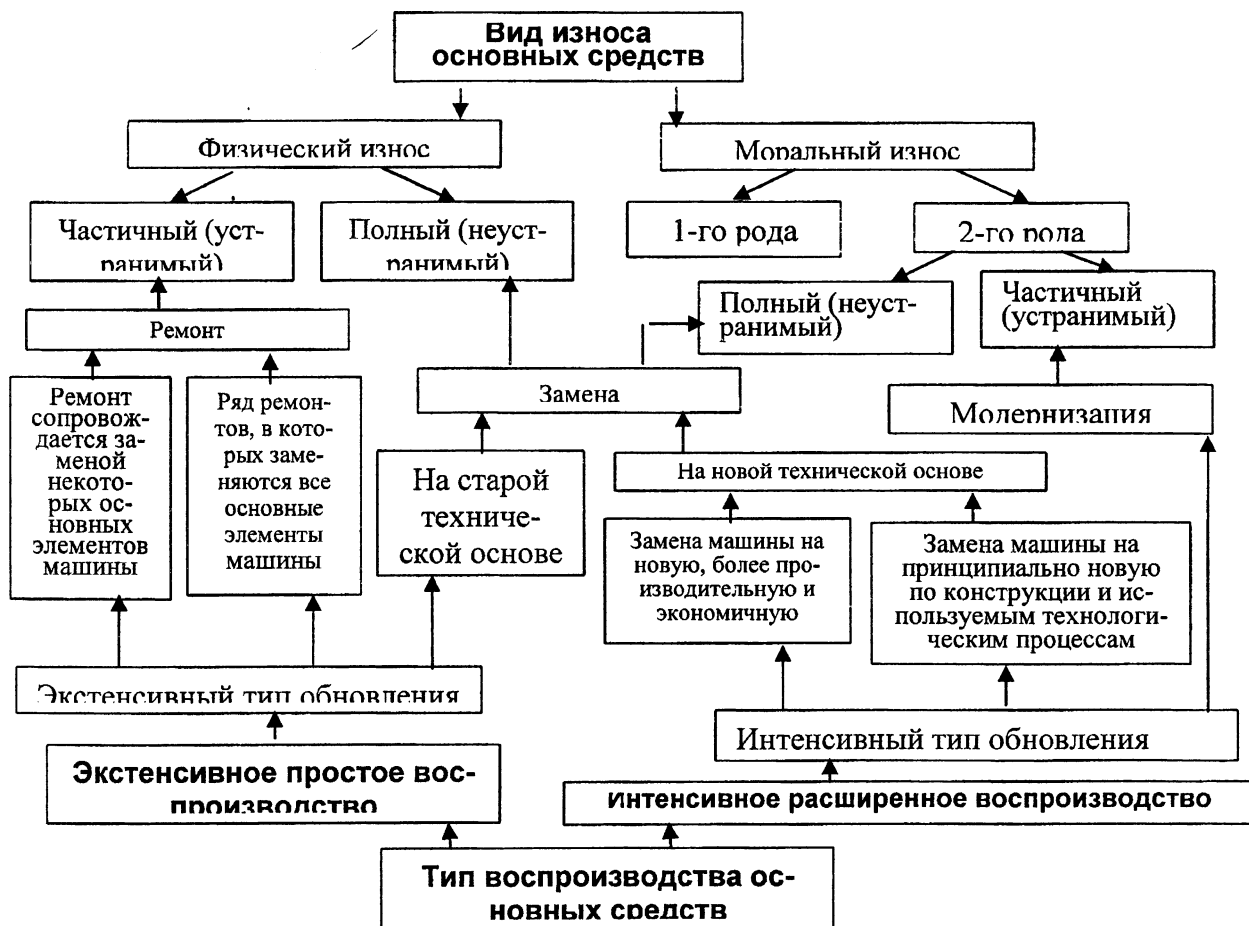 Вид износа
основных средств
Физический износ
Моральный износ
Частичный (уст-
ранимый)
Полный (неуст-
ранимый)
1-го рода
2-го рода
Полный (неуст-
ранимый)
Частичный
(устранимый)
Ремонт
Замена
Модернизация
Ремонт
сопровож-
дается за-
меной
некото-
рых ос-
новных
элементов
машины
Ряд ремон-
тов, в кото-
рых заме-
няются все
основные
элементы
машины
На старой
техниче-
ской основе
На новой технической основе
Замена машины на
новую, более про-
изводительную и
экономичную
Замена машины на
принципиально новую
по конструкции и ис-
пользуемым технологи-
ческим процессам
Экстенсивный тип обновления
Интенсивный тип обновления
Экстенсивное простое вос-
производство
Интенсивное расширенное воспроизводство
Тип воспроизводства ос-
новных средств